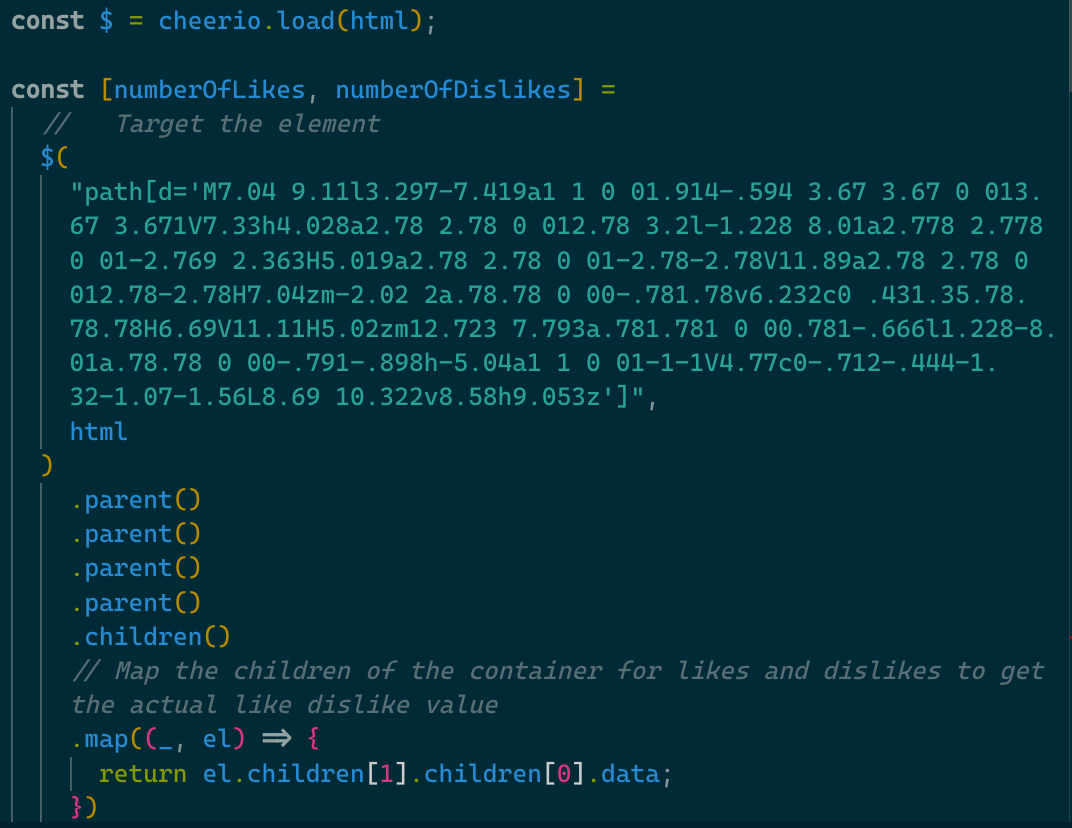 const $ = cheerio.load(html);
const [numberOfLikes, numberOfDislikes] =
//   Target the element
$(
"path[d='M7.04 9.11l3.297-7.419a1 1 0 01.914-.594 3.67 3.67 0 013.
67 3.671V7.33h4.028a2.78 2.78 0 012.78 3.2l-1.228 8.01a2.778 2.778
0 01-2.769 2.363H5.019a2.78 2.78 0 01-2.78-2.78V11.89a2.78 2.78 0
012.78-2.78H7.04zm-2.02 2a.78.78 0 00-.781.78v6.232c0 .431.35.78.
78.78H6.69V11.11H5.02zm12.723 7.793a.781.781 0 00.781-.666l1.228-8.
01a.78.78 0 00-.791-.898h-5.04a1 1 0 01-1-1V4.77c0-.712-.444-1.
32-1.07-1.56L8.69 10.322v8.58h9.053z']",
html
)
.parent()
.parent()
.parent()
.parent()
.children()
// Map the children of the container for likes and dislikes to get
the actual like dislike value
.map((_, el) => {
return el.children[1].children[0].data;
})